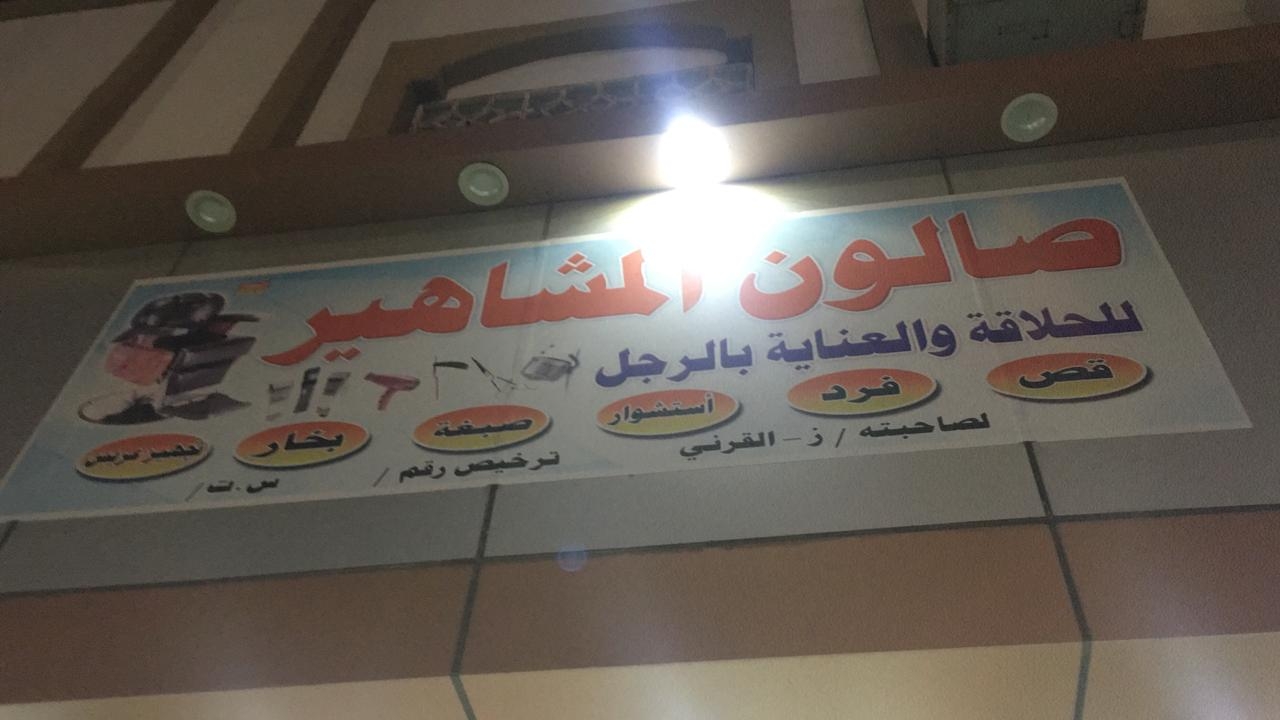 صالون المشاهير
للحلاقة والعناية بالرجل
قص فرد أستشوار صبغة بخار
لصاحبته / ز - القرني ترخيص رقم / س.ت /